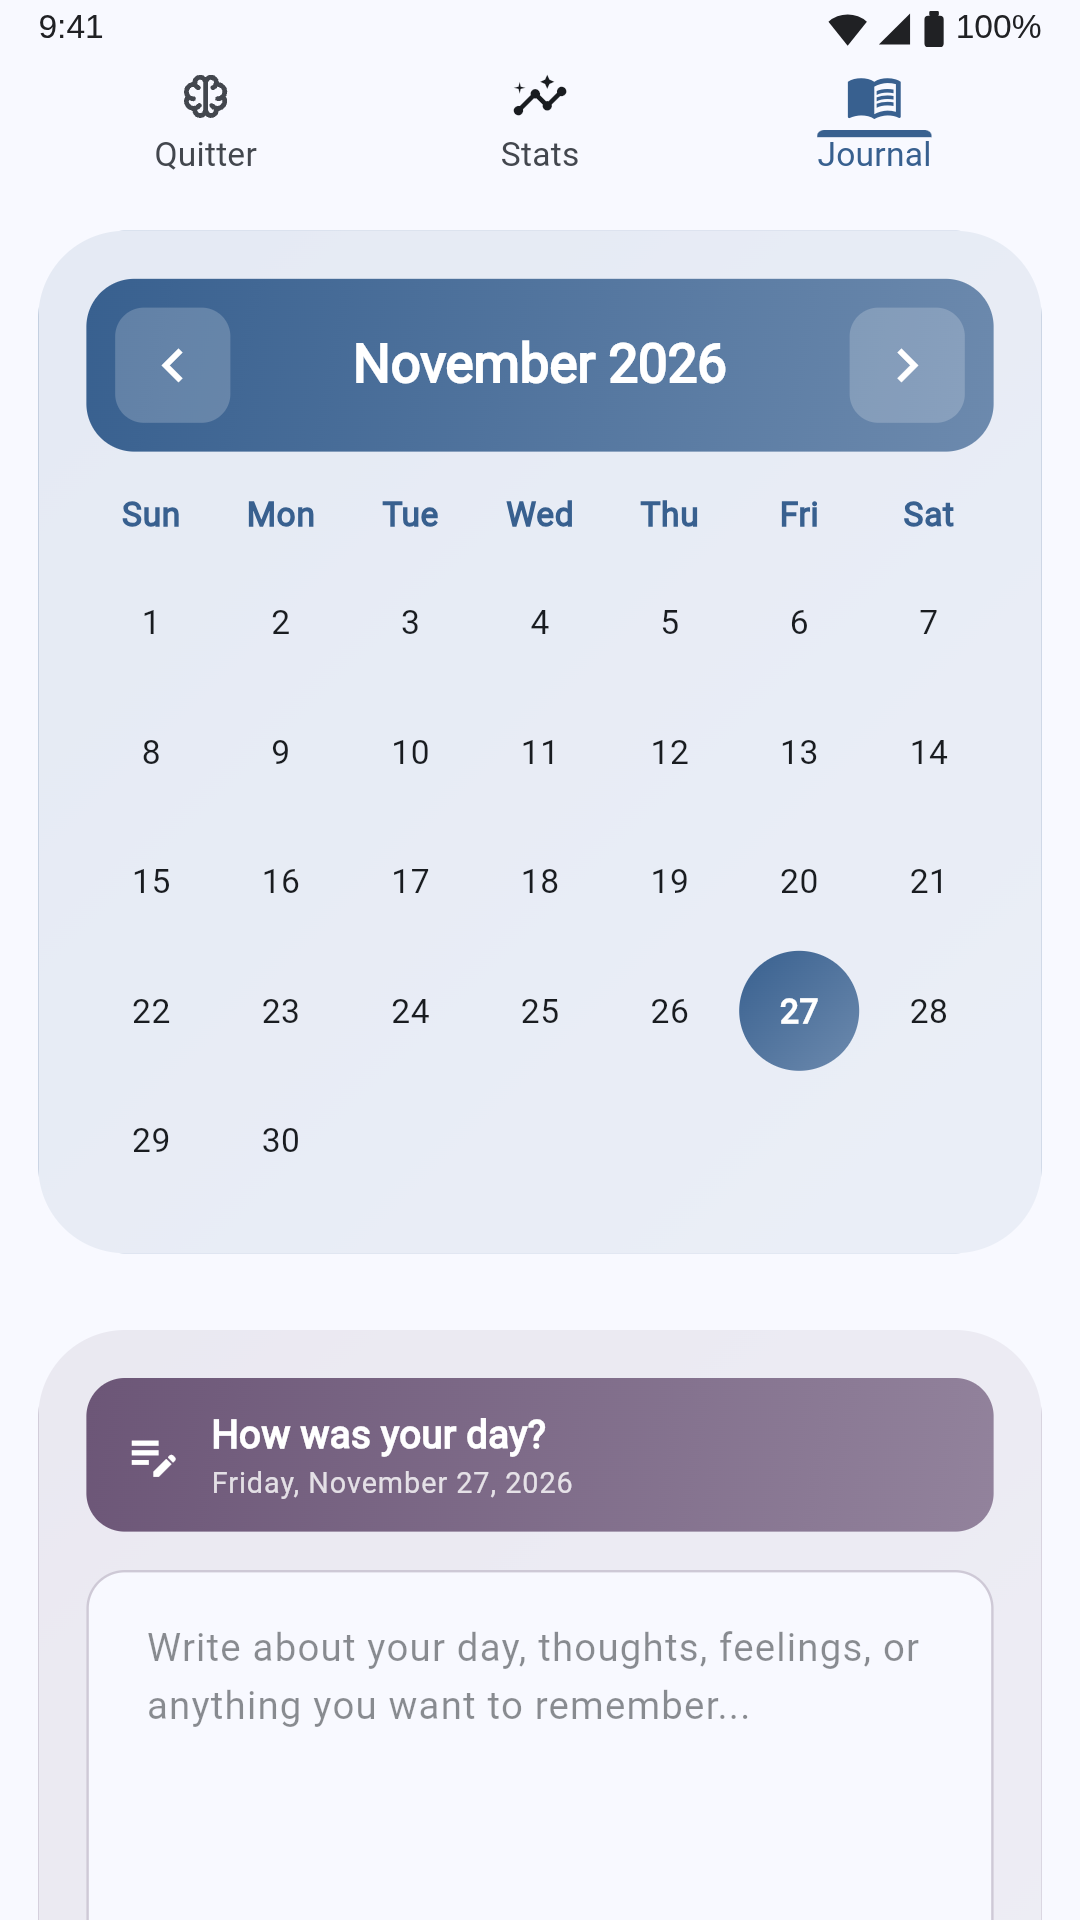 9:41
100%
Quitter
Stats
Journal
November 2026
Sun Mon Tue Wed Thu Fri Sat
1 2 3 4 5 6 7
8 9 10 11 12 13 14
15 16 17 18 19 20 21
22 23 24 25 26 27 28
29 30
How was your day?
Friday, November 27, 2026
Write about your day, thoughts, feelings, or
anything you want to remember...